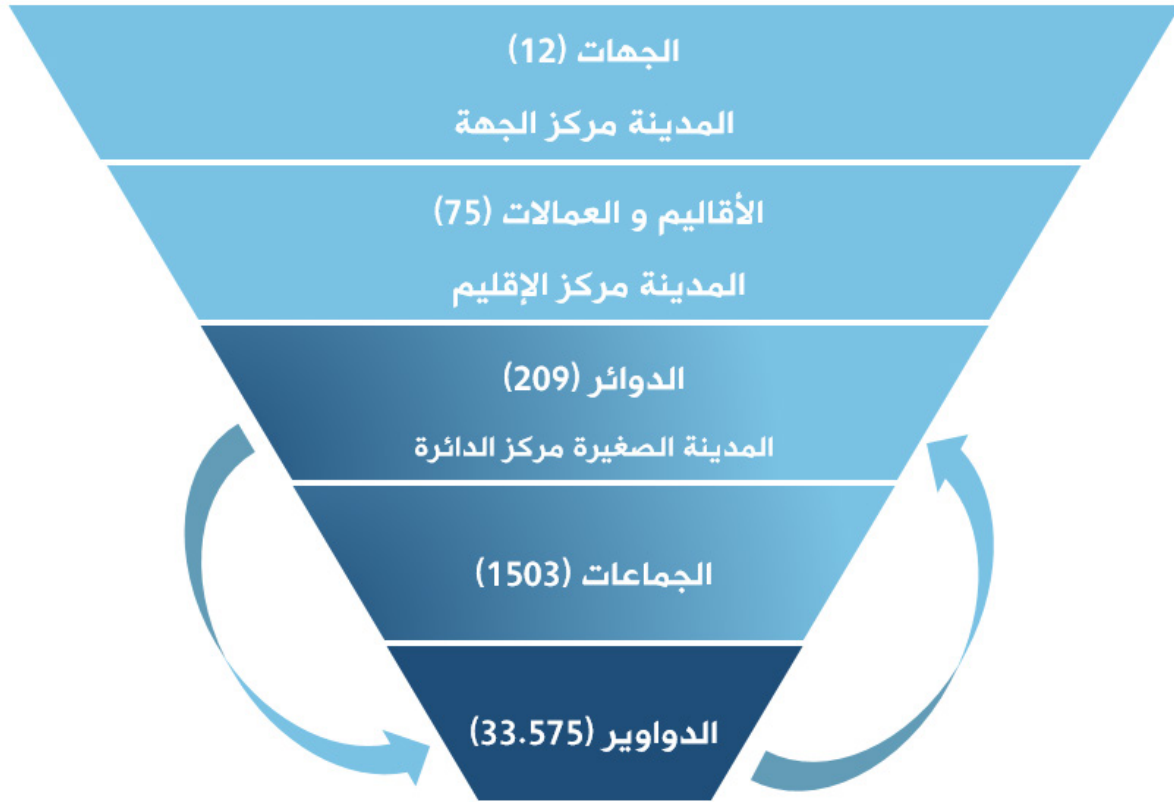 الجهات (12)
المدينة مركز الجهة
الأقاليم و العمالات (75)
المدينة مركز الإقليم
الدوائر (209)
المدينة الصغيرة مركز الدائرة
الجماعات (1503)
الدواوير (33.575)